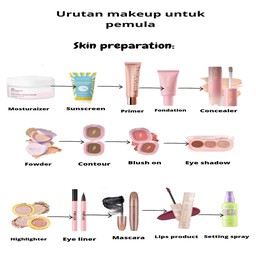 Urutan makeup untuk
pemula
Skin preparation:
Mosturaizer
Sunscreen
Primer
Fondation
Concealer
Fowder
Contour
Blush on
Eye shadow
Highlighter
Eye liner
Mascara
Lips product
Setting spray